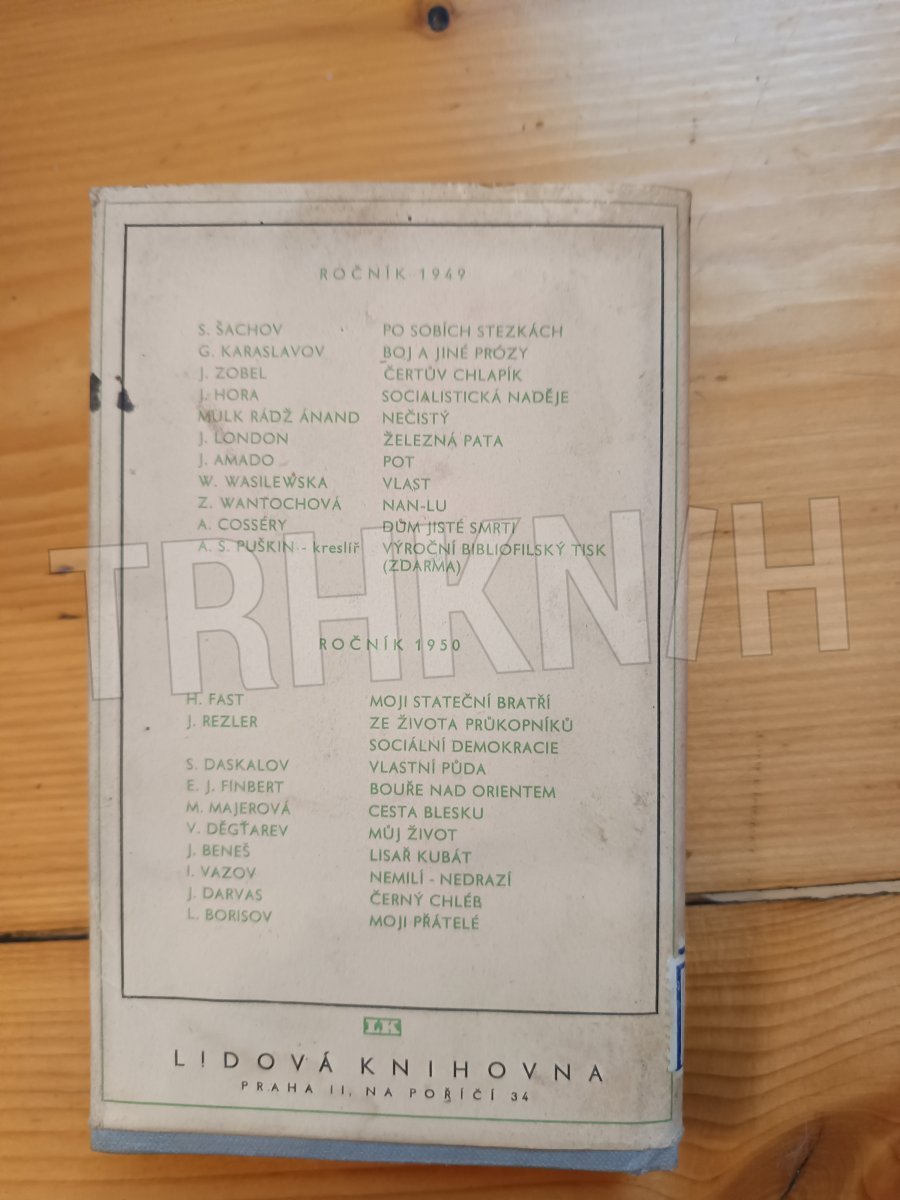 ROČNÍK 1949
S. ŠACHOV PO SOBÍCH STEZKÁCH
G. KARASLAVOV BOJ A JINÉ PRÓZY
J. ZOBEL ČERTŮV CHLAPÍK
J. HORA SOCIALISTICKÁ NADĚJE
MULK RÁDŽ ÁNAND NEČISTÝ
J. LONDON ŽELEZNÁ PATA
J. AMADO POT
W. WASILEWSKA VLAST
Z. WANTOCHOVÁ NAN-LU
A. COSSÉRY DŮM JISTÉ SMRTI
A. S. PUŠKIN - kreslíř VÝROČNÍ BIBLIOFILSKÝ TISK
(ZDARMA)
TRHKNIH
ROČNÍK 1950
H. FAST MOJI STATEČNÍ BRATŘÍ
J. REZLER ZE ŽIVOTA PRŮKOPNÍKŮ
SOCIÁLNÍ DEMOKRACIE
S. DASKALOV VLASTNÍ PŮDA
E. J. FINBERT BOUŘE NAD ORIENTEM
M. MAJEROVÁ CESTA BLESKU
V. DĚGŤAREV MŮJ ŽIVOT
J. BENEŠ LISAŘ KUBÁT
I. VAZOV NEMILÍ - NEDRAZÍ
J. DARVAS ČERNÝ CHLÉB
L. BORISOV MOJI PŘÁTELÉ
LK
LIDOVÁ KNIHOVNA
PRAHA II, NA POŘÍČÍ 34